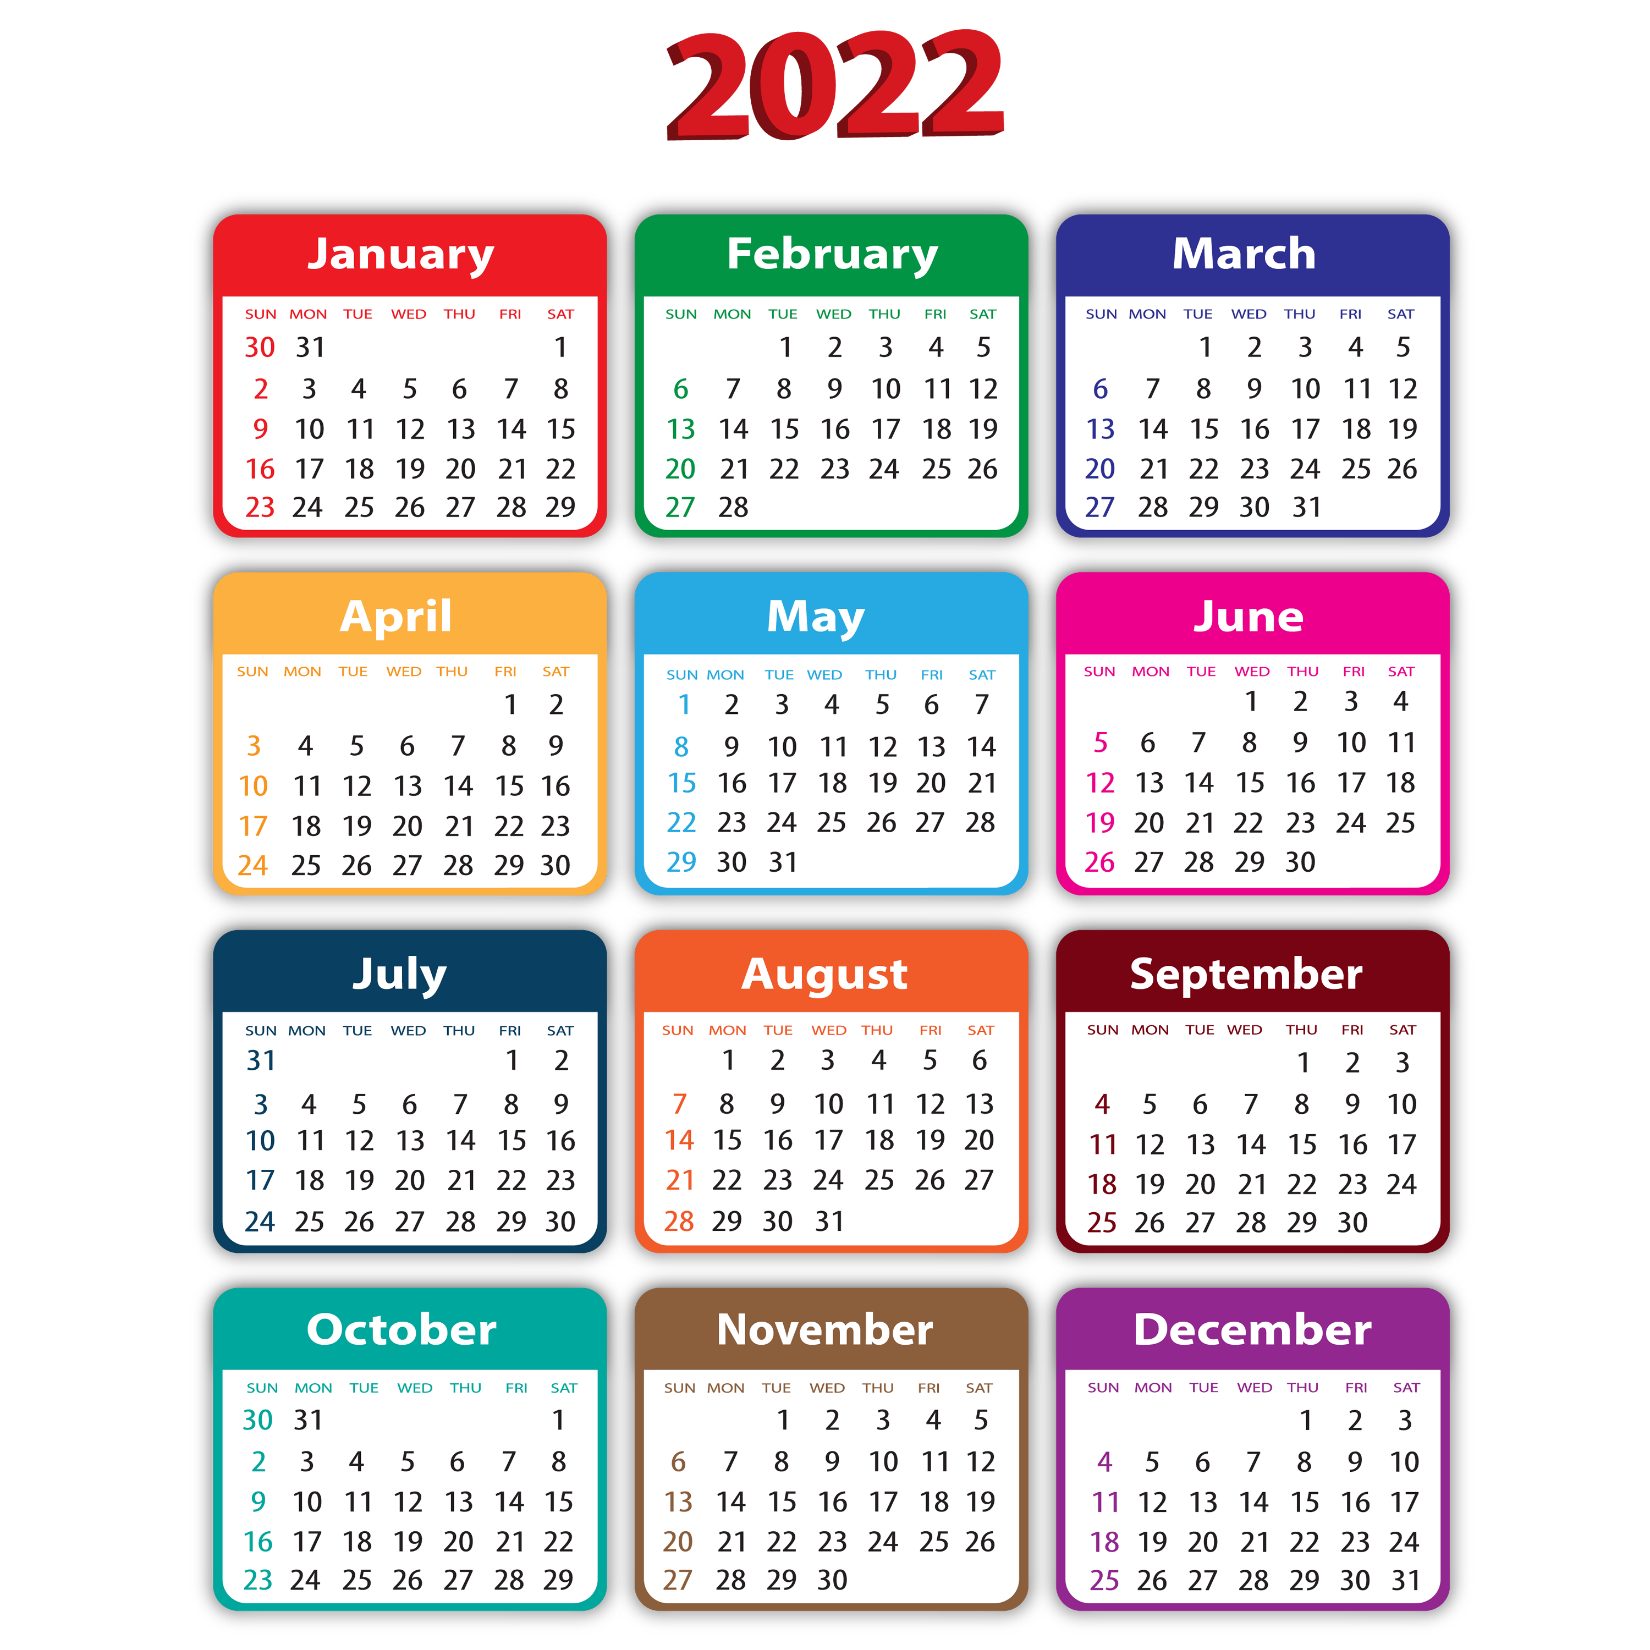 2022
January
SUN MON TUE WED THU FRI SAT
30 31 1
2 3 4 5 6 7 8
9 10 11 12 13 14 15
16 17 18 19 20 21 22
23 24 25 26 27 28 29
February
SUN MON TUE WED THU FRI SAT
1 2 3 4 5
6 7 8 9 10 11 12
13 14 15 16 17 18 19
20 21 22 23 24 25 26
27 28
March
SUN MON TUE WED THU FRI SAT
1 2 3 4 5
6 7 8 9 10 11 12
13 14 15 16 17 18 19
20 21 22 23 24 25 26
27 28 29 30 31
April
SUN MON TUE WED THU FRI SAT
1 2
3 4 5 6 7 8 9
10 11 12 13 14 15 16
17 18 19 20 21 22 23
24 25 26 27 28 29 30
May
SUN MON TUE WED THU FRI SAT
1 2 3 4 5 6 7
8 9 10 11 12 13 14
15 16 17 18 19 20 21
22 23 24 25 26 27 28
29 30 31
June
SUN MON TUE WED THU FRI SAT
1 2 3 4
5 6 7 8 9 10 11
12 13 14 15 16 17 18
19 20 21 22 23 24 25
26 27 28 29 30
July
SUN MON TUE WED THU FRI SAT
31 1 2
3 4 5 6 7 8 9
10 11 12 13 14 15 16
17 18 19 20 21 22 23
24 25 26 27 28 29 30
August
SUN MON TUE WED THU FRI SAT
1 2 3 4 5 6
7 8 9 10 11 12 13
14 15 16 17 18 19 20
21 22 23 24 25 26 27
28 29 30 31
September
SUN MON TUE WED THU FRI SAT
1 2 3
4 5 6 7 8 9 10
11 12 13 14 15 16 17
18 19 20 21 22 23 24
25 26 27 28 29 30
October
SUN MON TUE WED THU FRI SAT
30 31 1
2 3 4 5 6 7 8
9 10 11 12 13 14 15
16 17 18 19 20 21 22
23 24 25 26 27 28 29
November
SUN MON TUE WED THU FRI SAT
1 2 3 4 5
6 7 8 9 10 11 12
13 14 15 16 17 18 19
20 21 22 23 24 25 26
27 28 29 30
December
SUN MON TUE WED THU FRI SAT
1 2 3
4 5 6 7 8 9 10
11 12 13 14 15 16 17
18 19 20 21 22 23 24
25 26 27 28 29 30 31